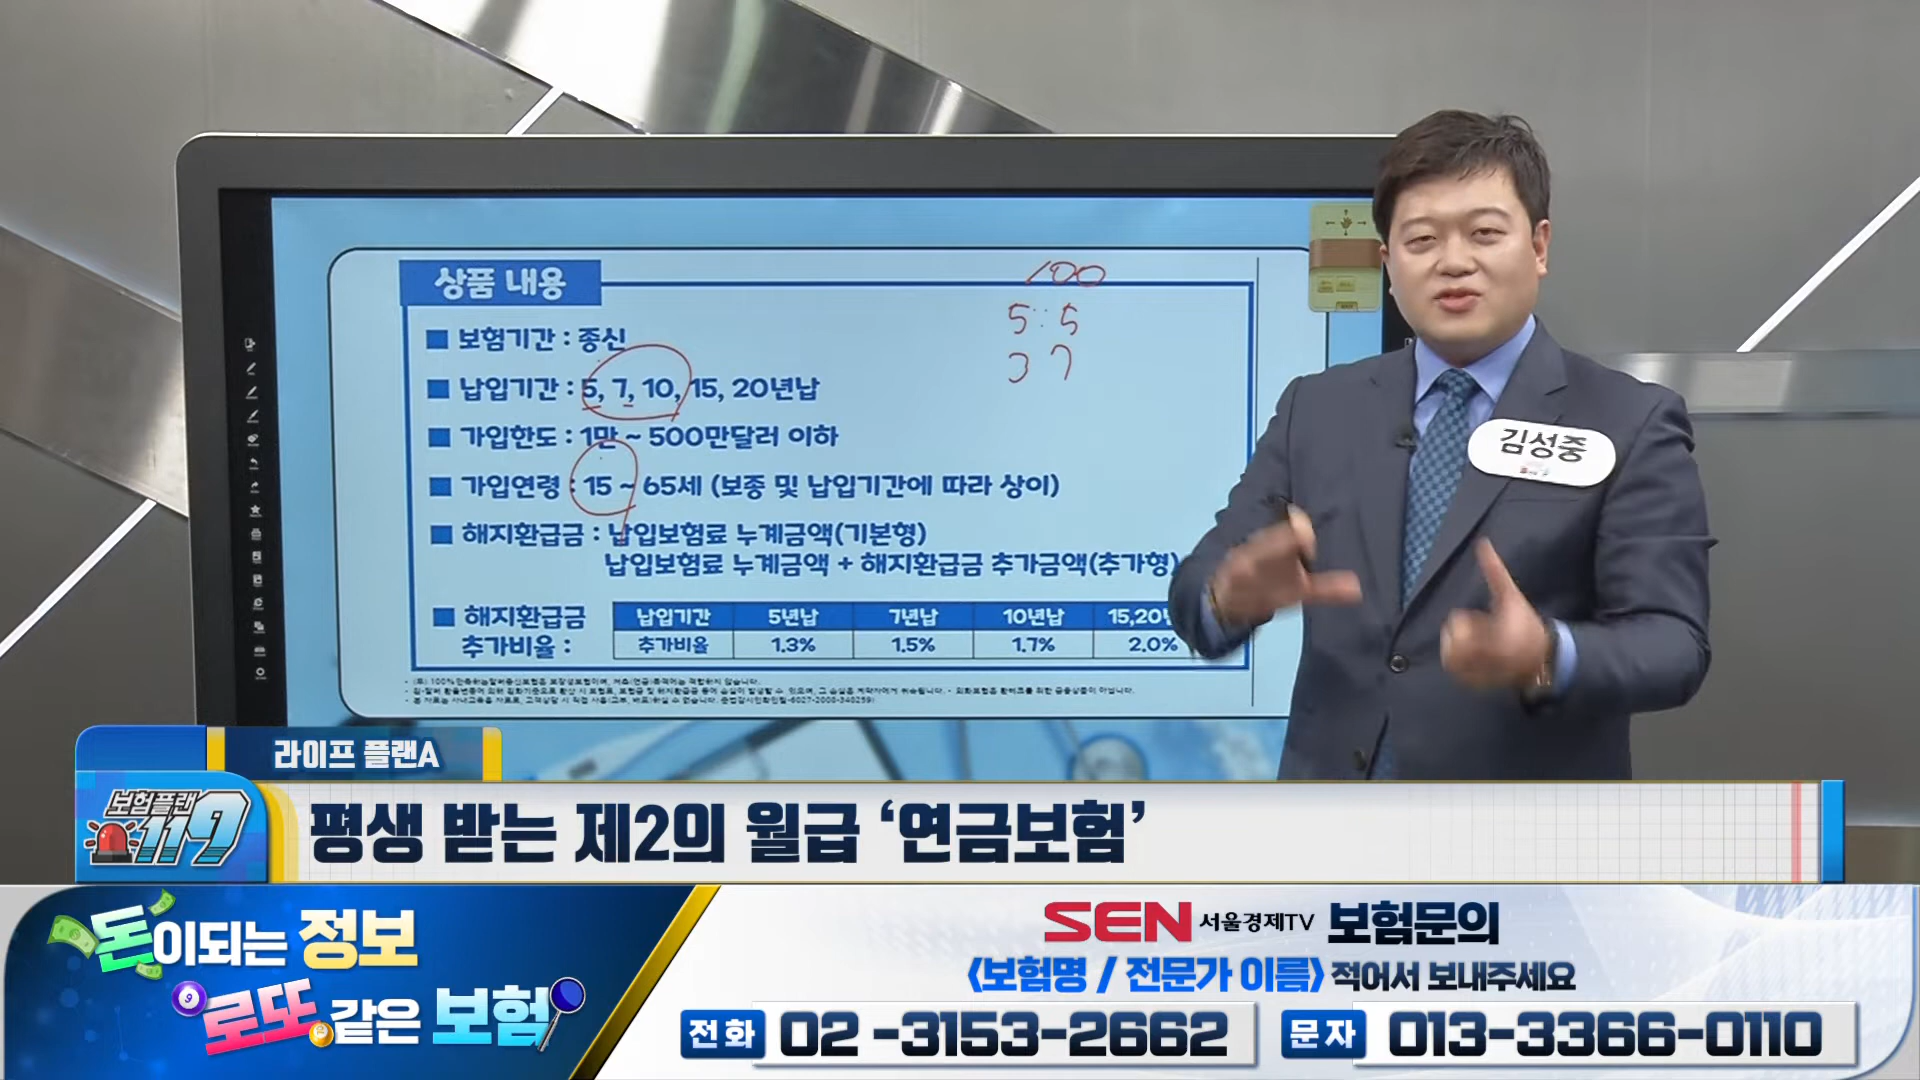 상품 내용
100
5 : 5
3 7
보험기간 : 종신
납입기간 : 5, 7, 10, 15, 20년납
가입한도 : 1만 ~ 500만달러 이하
가입연령 : 15 ~ 65세 (보종 및 납입기간에 따라 상이)
해지환급금 : 납입보험료 누계금액(기본형)
납입보험료 누계금액 + 해지환급금 추가금액(추가형)
해지환급금 추가비율 :
납입기간 5년납 7년납 10년납 15,20년
추가비율 1.3% 1.5% 1.7% 2.0%
김성중
라이프 플랜A
보험플랜
119
평생 받는 제2의 월급 ‘연금보험’
돈이되는 정보
로또 같은 보험
SEN 서울경제TV 보험문의
<보험명 / 전문가 이름> 적어서 보내주세요
전화 02 -3153-2662 문자 013-3366-0110